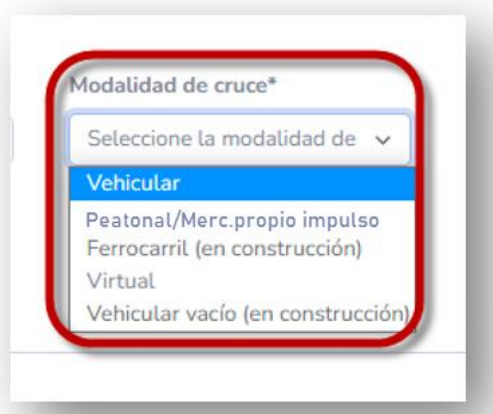 Modalidad de cruce*
Seleccione la modalidad de
Vehicular
Peatonal/Merc.propio impulso
Ferrocarril (en construcción)
Virtual
Vehicular vacío (en construcción)